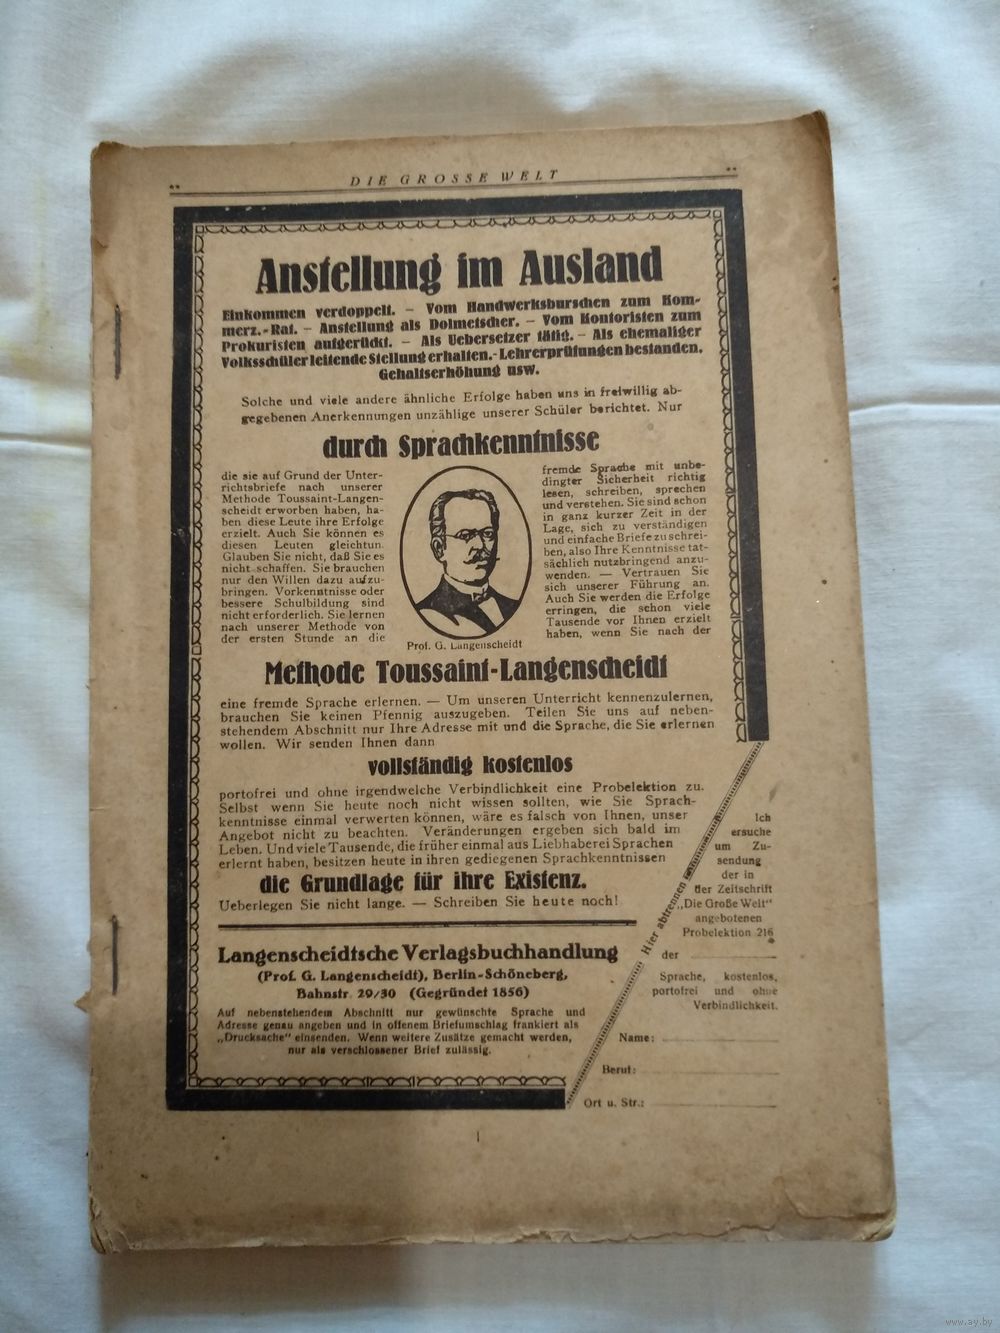 DIE GROSSE WELT
Anstellung im Ausland
Einkommen verdoppelt. – Vom Handwerksburschen zum Kom-
merz.-Rat. – Anstellung als Dolmetscher. – Vom Kontoristen zum
Prokuristen aufgerückt. – Als Uebersetzer tätig. – Als ehemaliger
Volksschüler leitende Stellung erhalten.- Lehrerprüfungen bestanden.
Gehaltserhöhung usw.
Solche und viele andere ähnliche Erfolge haben uns in freiwillig ab-
gegebenen Anerkennungen unzählige unserer Schüler berichtet. Nur
durch Sprachkenntnisse
die sie auf Grund der Unter-
richtsbriefe nach unserer
Methode Toussaint-Langen-
scheidt erworben haben, ha-
ben diese Leute ihre Erfolge
erzielt. Auch Sie können es
diesen Leuten gleichtun.
Glauben Sie nicht, daß Sie es
nicht schaffen. Sie brauchen
nur den Willen dazu aufzu-
bringen. Vorkenntnisse oder
bessere Schulbildung sind
nicht erforderlich. Sie lernen
nach unserer Methode von
der ersten Stunde an die
Prof. G. Langenscheidt
fremde Sprache mit unbe-
dingter Sicherheit richtig
lesen, schreiben, sprechen
und verstehen. Sie sind schon
in ganz kurzer Zeit in der
Lage, sich zu verständigen
und einfache Briefe zu schrei-
ben, also Ihre Kenntnisse tat-
sächlich nutzbringend anzu-
wenden. — Vertrauen Sie
sich unserer Führung an.
Auch Sie werden die Erfolge
erringen, die schon viele
Tausende vor Ihnen erzielt
haben, wenn Sie nach der
Methode Toussaint-Langenscheidt
eine fremde Sprache erlernen. — Um unseren Unterricht kennenzulernen,
brauchen Sie keinen Pfennig auszugeben. Teilen Sie uns auf neben-
stehendem Abschnitt nur Ihre Adresse mit und die Sprache, die Sie erlernen
wollen. Wir senden Ihnen dann
vollständig kostenlos
portofrei und ohne irgendwelche Verbindlichkeit eine Probelektion zu.
Selbst wenn Sie heute noch nicht wissen sollten, wie Sie Sprach-
kenntnisse einmal verwerten können, wäre es falsch von Ihnen, unser
Angebot nicht zu beachten. Veränderungen ergeben sich bald im
Leben. Und viele Tausende, die früher einmal aus Liebhaberei Sprachen
erlernt haben, besitzen heute in ihren gediegenen Sprachkenntnissen
die Grundlage für ihre Existenz.
Ueberlegen Sie nicht lange. — Schreiben Sie heute noch!
Langenscheidtsche Verlagsbuchhandlung
(Prof. G. Langenscheidt), Berlin-Schöneberg,
Bahnstr. 29/30 (Gegründet 1856)
Auf nebenstehendem Abschnitt nur gewünschte Sprache und
Adresse genau angeben und in offenem Briefumschlag frankiert als
„Drucksache“ einsenden. Wenn weitere Zusätze gemacht werden,
nur als verschlossener Brief zulässig.
Hier abtrennen
Ich
ersuche
um Zu-
sendung
der in
der Zeitschrift
„Die Große Welt“
angebotenen
Probelektion 216
der
Sprache, kostenlos,
portofrei und ohne
Verbindlichkeit.
Name:
Beruf:
Ort u. Str.:
1
www.ay.by